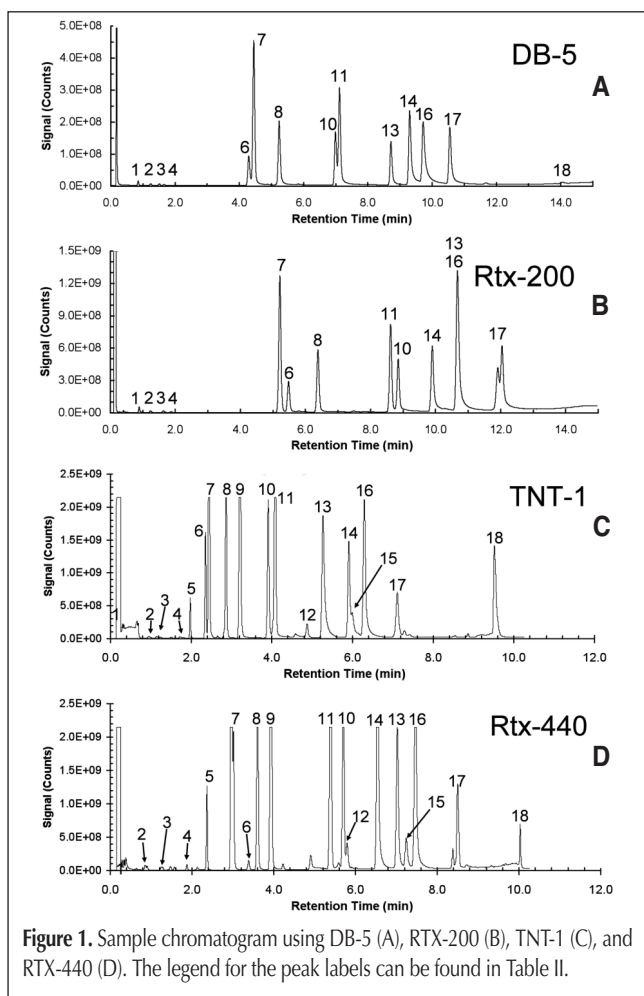 5.0E+08
4.0E+08
3.0E+08
2.0E+08
1.0E+08
0.0E+00
Signal (Counts)
DB-5
A
1 2 3 4 6 7 8 10 11 13 14 16 17 18
0.0 2.0 4.0 6.0 8.0 10.0 12.0 14.0
Retention Time (min)
1.5E+09
1.2E+09
9.0E+08
6.0E+08
3.0E+08
0.0E+00
Signal (Counts)
Rtx-200
B
1 2 3 4 7 6 8 11 10 14 13 16 17
0.0 2.0 4.0 6.0 8.0 10.0 12.0 14.0
Retention Time (min)
2.5E+09
2.0E+09
1.5E+09
1.0E+09
5.0E+08
0.0E+00
Signal (Counts)
TNT-1
C
1 2 3 4 5 6 7 8 9 10 11 12 13 14 15 16 17 18
0.0 2.0 4.0 6.0 8.0 10.0 12.0
Retention Time (min)
2.5E+09
2.0E+09
1.5E+09
1.0E+09
5.0E+08
0.0E+00
Signal (Counts)
Rtx-440
D
2 3 4 5 7 6 8 9 11 10 12 14 13 15 16 17 18
0.0 2.0 4.0 6.0 8.0 10.0 12.0
Retention Time (min)
Figure 1. Sample chromatogram using DB-5 (A), RTX-200 (B), TNT-1 (C), and
RTX-440 (D). The legend for the peak labels can be found in Table II.